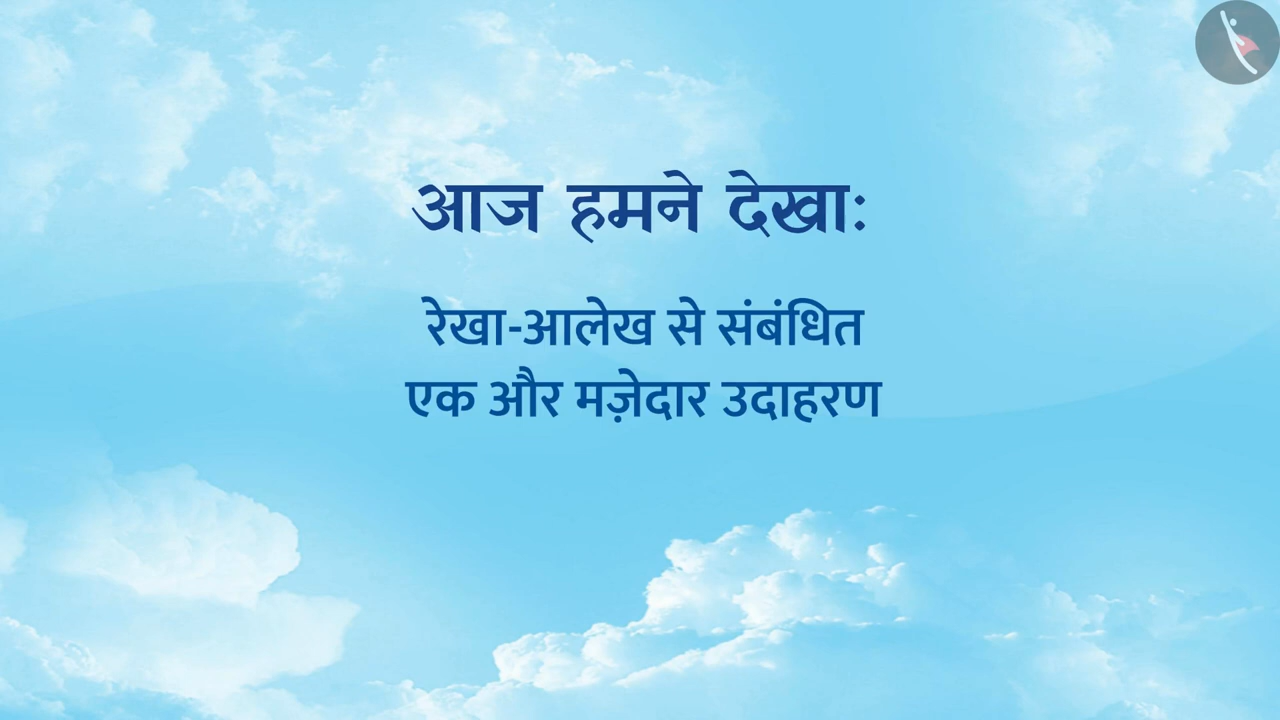 आज हमने देखाः
रेखा-आलेख से संबंधित
एक और मज़ेदार उदाहरण